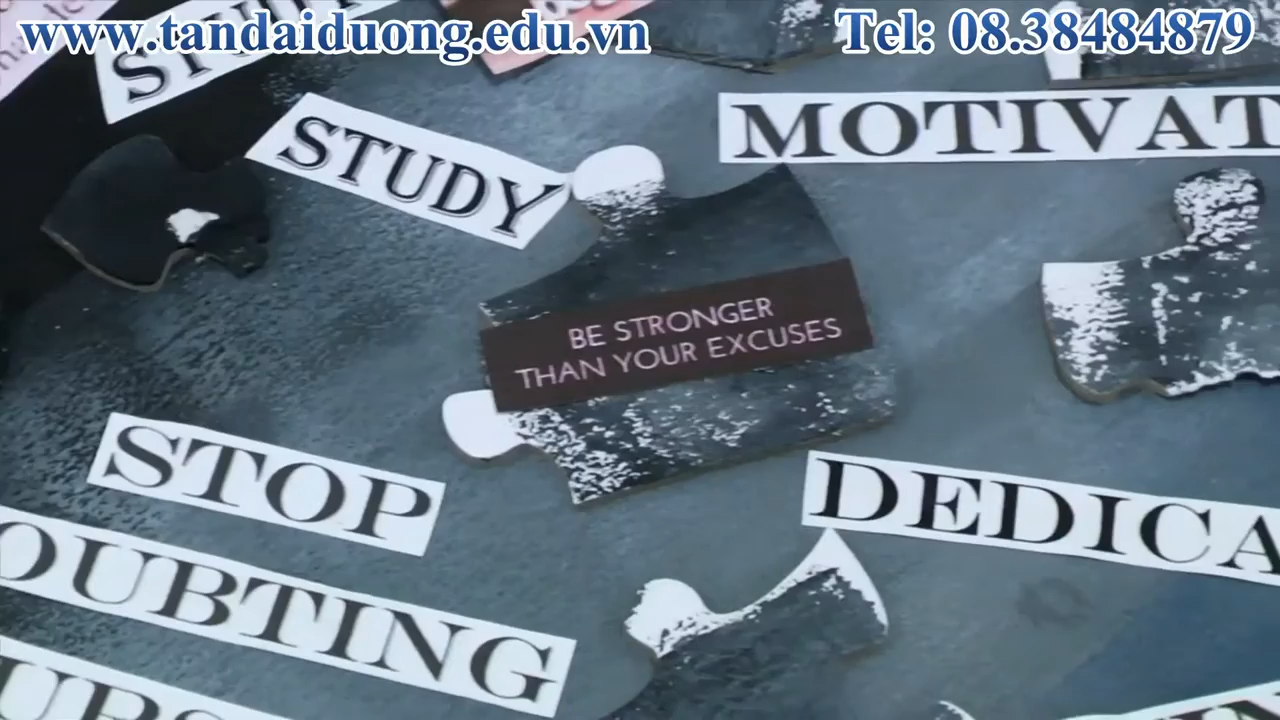 www.tandaiduong.edu.vn
Tel: 08.38484879
STUDY
MOTIVAT
BE STRONGER
THAN YOUR EXCUSES
STOP
DEDICA
OUBTING